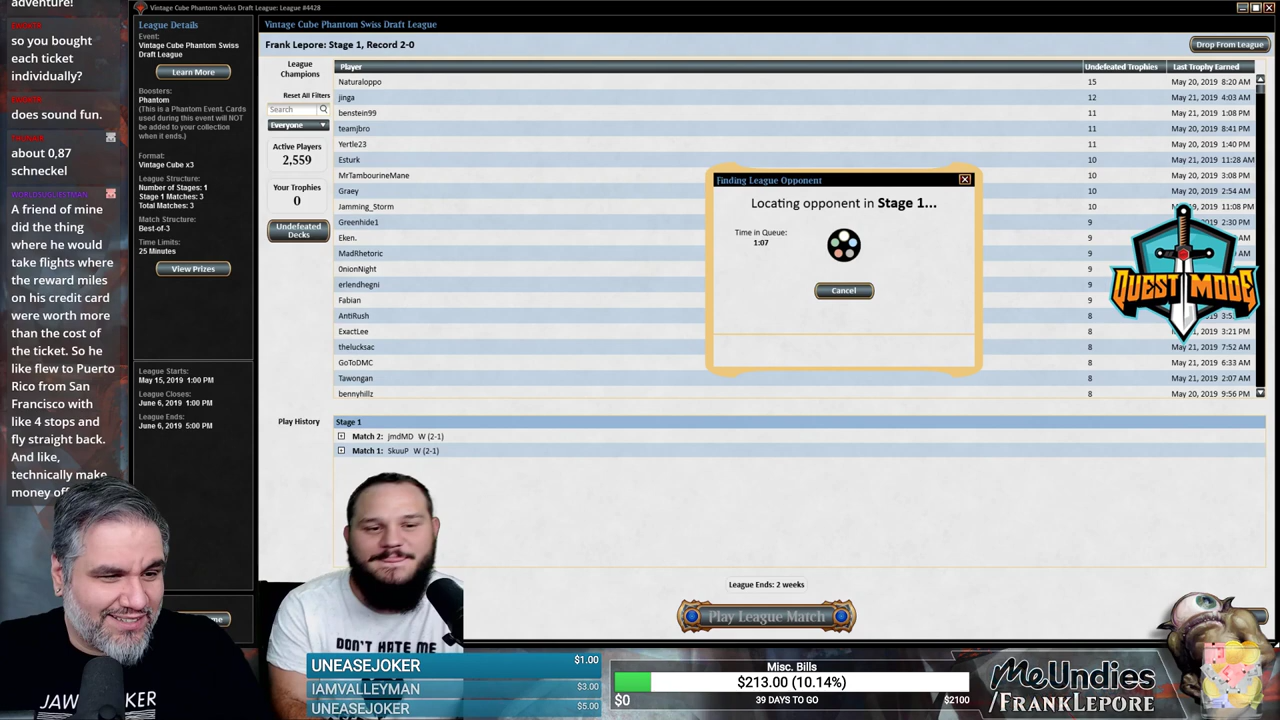 adventure!
so you bought
each ticket
individually?
does sound fun.
about 0,87
schneckel
WORLDSUGLIESTMAN
A friend of mine
did the thing
where he would
take flights where
the reward miles
on his credit card
were worth more
than the cost of
the ticket. So he
like flew to Puerto
Rico from San
Francisco with
like 4 stops and
fly straight back.
And like,
technically make
money off
Vintage Cube Phantom Swiss Draft League: League #4428
League Details
Event:
Vintage Cube Phantom Swiss
Draft League
Learn More
Boosters:
Phantom
(This is a Phantom Event. Cards
used during this event will NOT
be added to your collection
when it ends.)
Format:
Vintage Cube x3
League Structure:
Number of Stages: 1
Stage 1 Matches: 3
Total Matches: 3
Match Structure:
Best-of-3
Time Limits:
25 Minutes
View Prizes
League Starts:
May 15, 2019 1:00 PM
League Closes:
June 6, 2019 1:00 PM
League Ends:
June 6, 2019 5:00 PM
Vintage Cube Phantom Swiss Draft League
Frank Lepore: Stage 1, Record 2-0
Drop From League
League
Champions
Reset All Filters
Search
Everyone
Active Players
2,559
Your Trophies
0
Undefeated
Decks
Player Undefeated Trophies Last Trophy Earned
Naturaloppo 15 May 20, 2019 8:20 AM
jinga 12 May 21, 2019 4:03 AM
benstein99 11 May 21, 2019 1:08 PM
teamjbro 11 May 20, 2019 8:41 PM
Yertle23 11 May 20, 2019 1:40 PM
Esturk 10 May 21, 2019 11:28 AM
MrTambourineMane 10 May 20, 2019 3:08 PM
Graey 10 May 20, 2019 2:54 AM
Jamming_Storm 10 11:08 PM
Greenhide1 9 2:30 PM
Eken. 9 AM
MadRhetoric 9 AM
0nionNight 9
erlendhegni 9
Fabian 9
AntiRush 8
ExactLee 8 3:21 PM
thelucksac 8 May 21, 2019 7:52 AM
GoToDMC 8 May 21, 2019 6:33 AM
Tawongan 8 May 21, 2019 2:07 AM
bennyhillz 8 May 20, 2019 9:56 PM
Finding League Opponent
Locating opponent in Stage 1...
Time in Queue:
1:07
Cancel
QUEST MODE
Play History
Stage 1
Match 2: jmdMD W (2-1)
Match 1: SkuuP W (2-1)
League Ends: 2 weeks
Play League Match
DON'T HATE ME
UNEASEJOKER $1.00
IAMVALLEYMAN $3.00
UNEASEJOKER $5.00
Misc. Bills
$213.00 (10.14%)
$0 39 DAYS TO GO $2100
MeUndies
/FRANKLEPORE